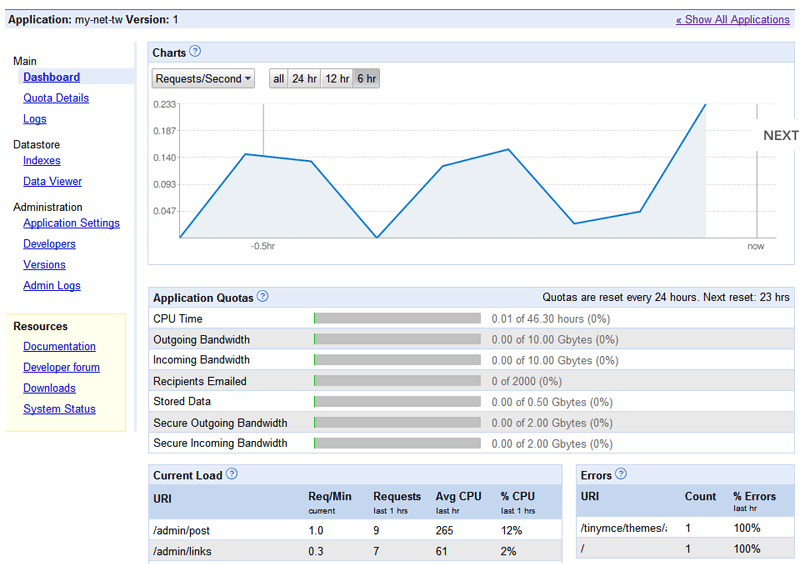 Application: my-net-tw Version: 1
« Show All Applications
Main
Dashboard
Quota Details
Logs
Datastore
Indexes
Data Viewer
Administration
Application Settings
Developers
Versions
Admin Logs
Resources
Documentation
Developer forum
Downloads
System Status
Charts ?
Requests/Second
all 24 hr 12 hr 6 hr
0.233
0.187
0.140
0.093
0.047
-0.5hr now
NEXT
Application Quotas ? Quotas are reset every 24 hours. Next reset: 23 hrs
CPU Time 0.01 of 46.30 hours (0%)
Outgoing Bandwidth 0.00 of 10.00 Gbytes (0%)
Incoming Bandwidth 0.00 of 10.00 Gbytes (0%)
Recipients Emailed 0 of 2000 (0%)
Stored Data 0.00 of 0.50 Gbytes (0%)
Secure Outgoing Bandwidth 0.00 of 2.00 Gbytes (0%)
Secure Incoming Bandwidth 0.00 of 2.00 Gbytes (0%)
Current Load ?
URI Req/Min Requests Avg CPU % CPU
current last 1 hrs last hr last 1 hrs
/admin/post 1.0 9 265 12%
/admin/links 0.3 7 61 2%
Errors ?
URI Count % Errors
last hr
/tinymce/themes/ 1 100%
/ 1 100%